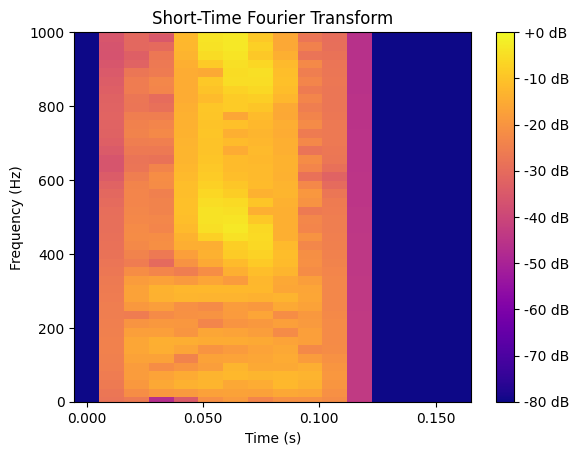 Short-Time Fourier Transform
1000
800
600
400
200
0
Frequency (Hz)
0.000
0.050
0.100
0.150
Time (s)
+0 dB
-10 dB
-20 dB
-30 dB
-40 dB
-50 dB
-60 dB
-70 dB
-80 dB